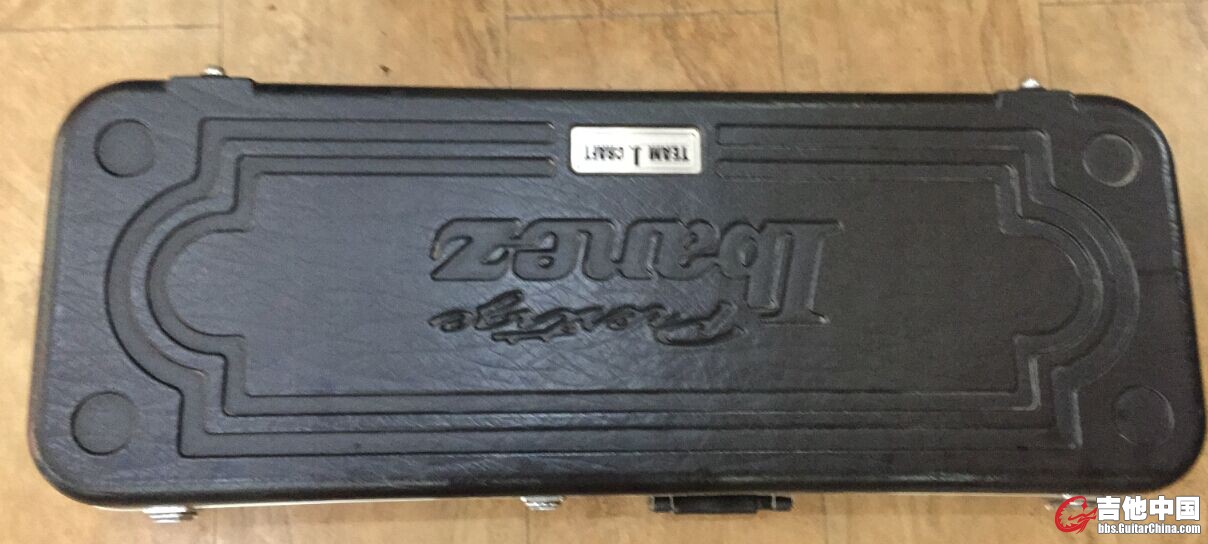 TEAM J. CRAFT
Ibanez
Prestige
吉他中国
bbs.GuitarChina.com